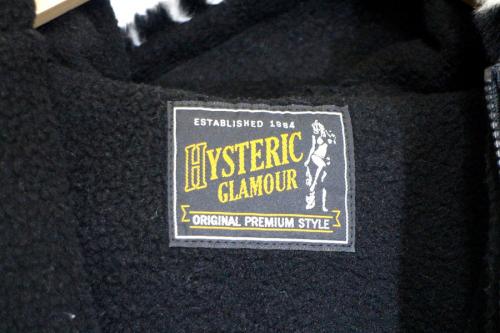 ESTABLISHED 1984
HYSTERIC
GLAMOUR
ORIGINAL PREMIUM STYLE